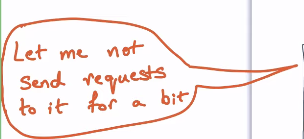 Let me not
send requests
to it for a bit